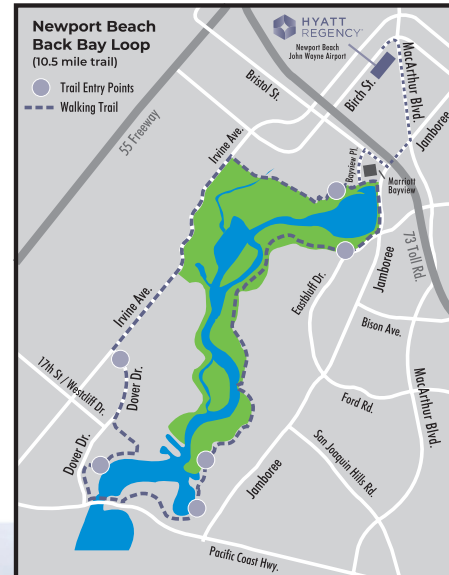 Newport Beach
Back Bay Loop
(10.5 mile trail)
Trail Entry Points
Walking Trail
HYATT
REGENCY
Newport Beach
John Wayne Airport
MacArthur Blvd.
Birch St.
Bristol St.
Jamboree
55 Freeway
Irvine Ave.
Bayview Pl.
Marriott
Bayview
73 Toll Rd.
Eastbluff Dr.
Jamboree
Bison Ave.
Irvine Ave.
Dover Dr.
17th St / Westcliff Dr.
MacArthur Blvd.
Ford Rd.
Dover Dr.
San Joaquin Hills Rd.
Jamboree
Pacific Coast Hwy.